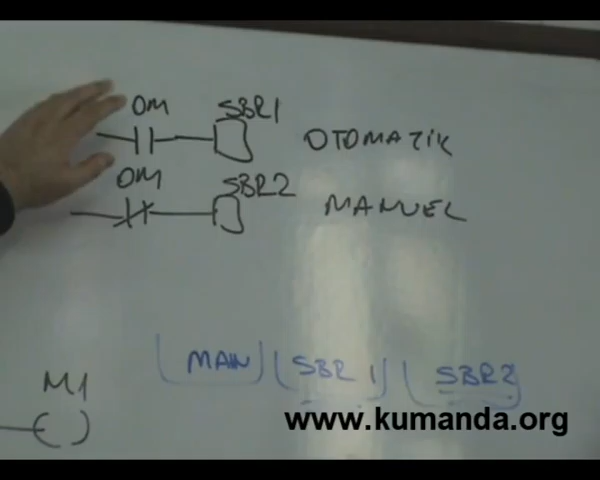 OM SBR1 OTOMATİK
OM SBR2 MANUEL
MAIN SBR1 SBR2
M1
www.kumanda.org